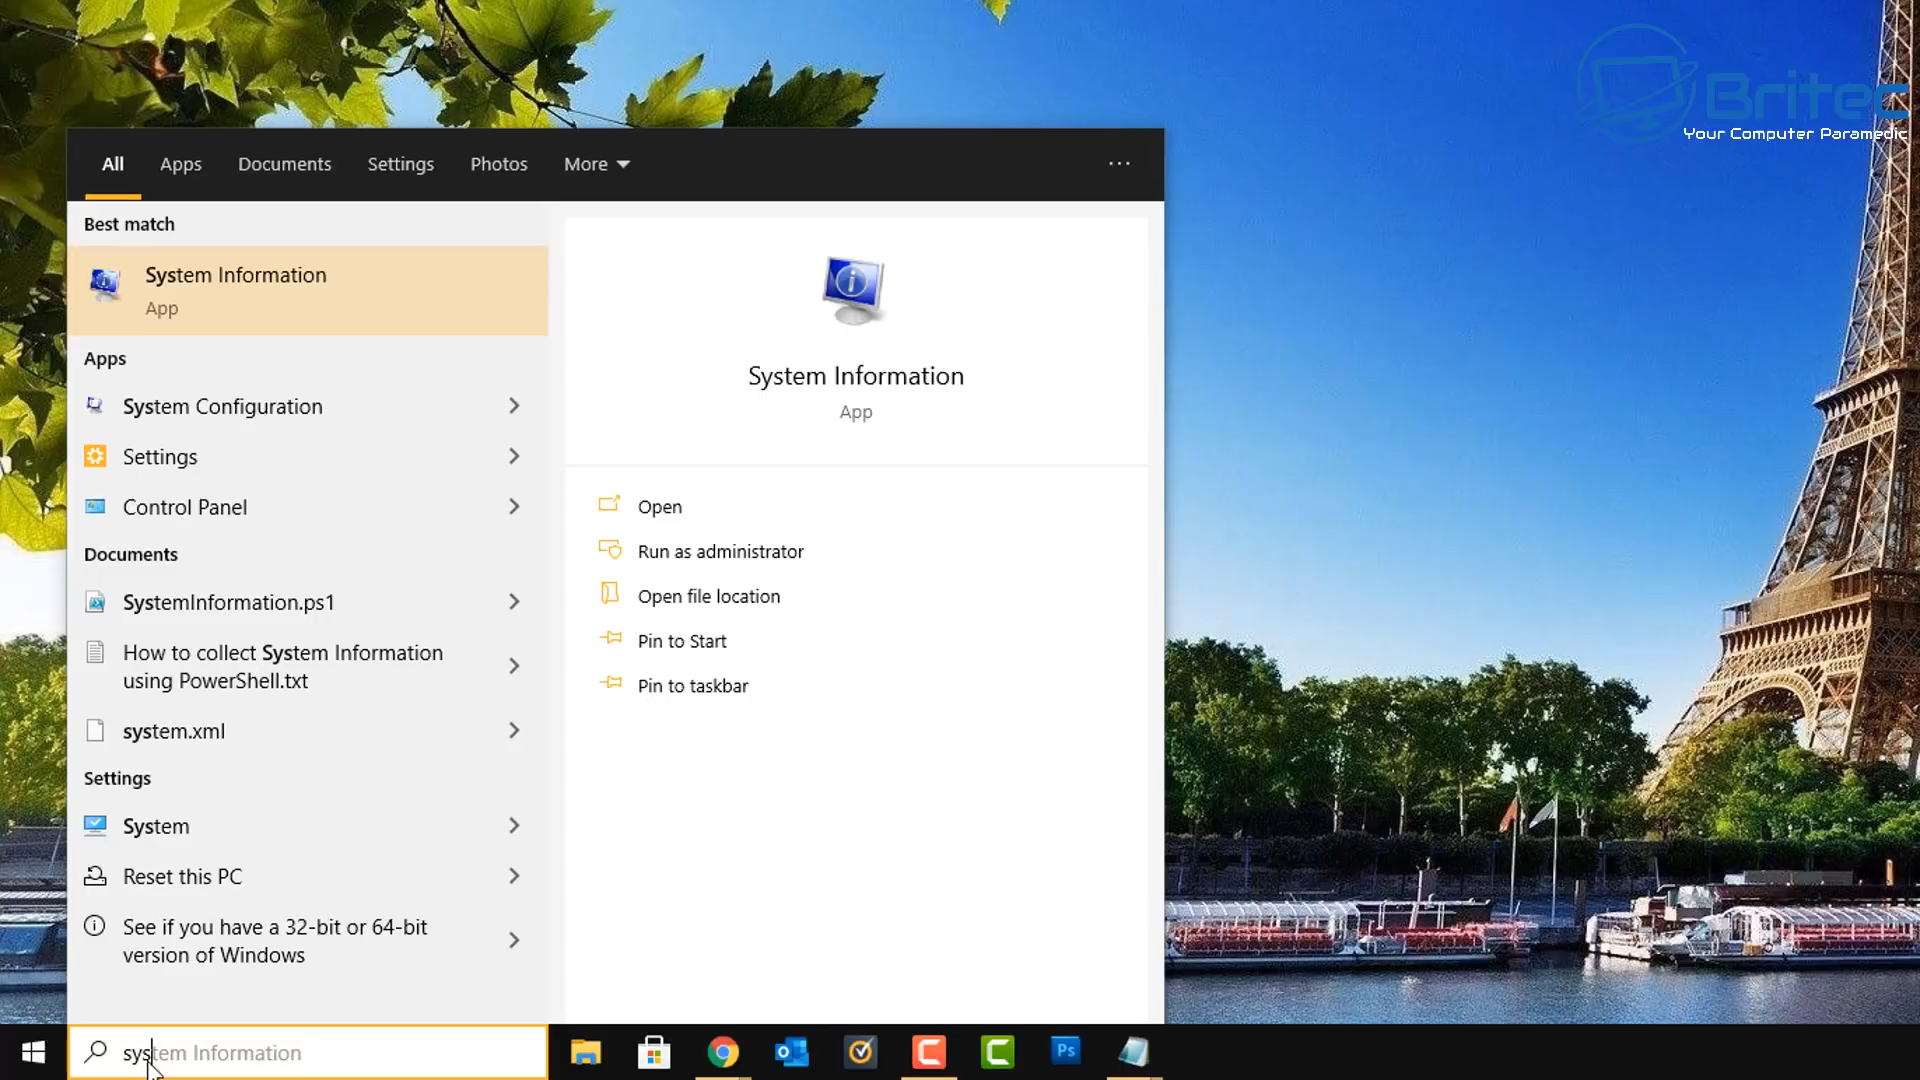 Britec
Your Computer Paramedic
All Apps Documents Settings Photos More
Best match
System Information
App
Apps
System Configuration
Settings
Control Panel
Documents
SystemInformation.ps1
How to collect System Information
using PowerShell.txt
system.xml
Settings
System
Reset this PC
See if you have a 32-bit or 64-bit
version of Windows
System Information
App
Open
Run as administrator
Open file location
Pin to Start
Pin to taskbar
system Information
Ps